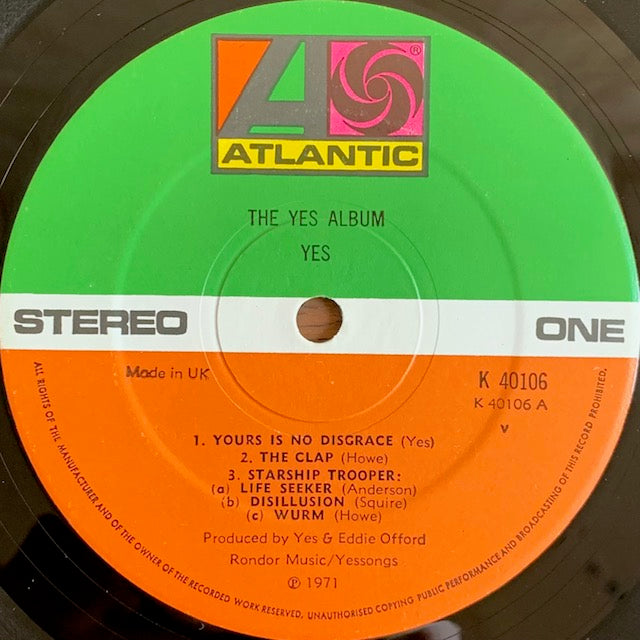 ®
ATLANTIC
THE YES ALBUM
YES
STEREO
ONE
Made in UK
K 40106
K 40106 A
v
1. YOURS IS NO DISGRACE (Yes)
2. THE CLAP (Howe)
3. STARSHIP TROOPER:
(a) LIFE SEEKER (Anderson)
(b) DISILLUSION (Squire)
(c) WURM (Howe)
Produced by Yes & Eddie Offord
Rondor Music/Yessongs
℗ 1971
ALL RIGHTS OF THE MANUFACTURER AND OF THE OWNER OF THE RECORDED WORK RESERVED, UNAUTHORISED COPYING PUBLIC PERFORMANCE AND BROADCASTING OF THIS RECORD PROHIBITED.